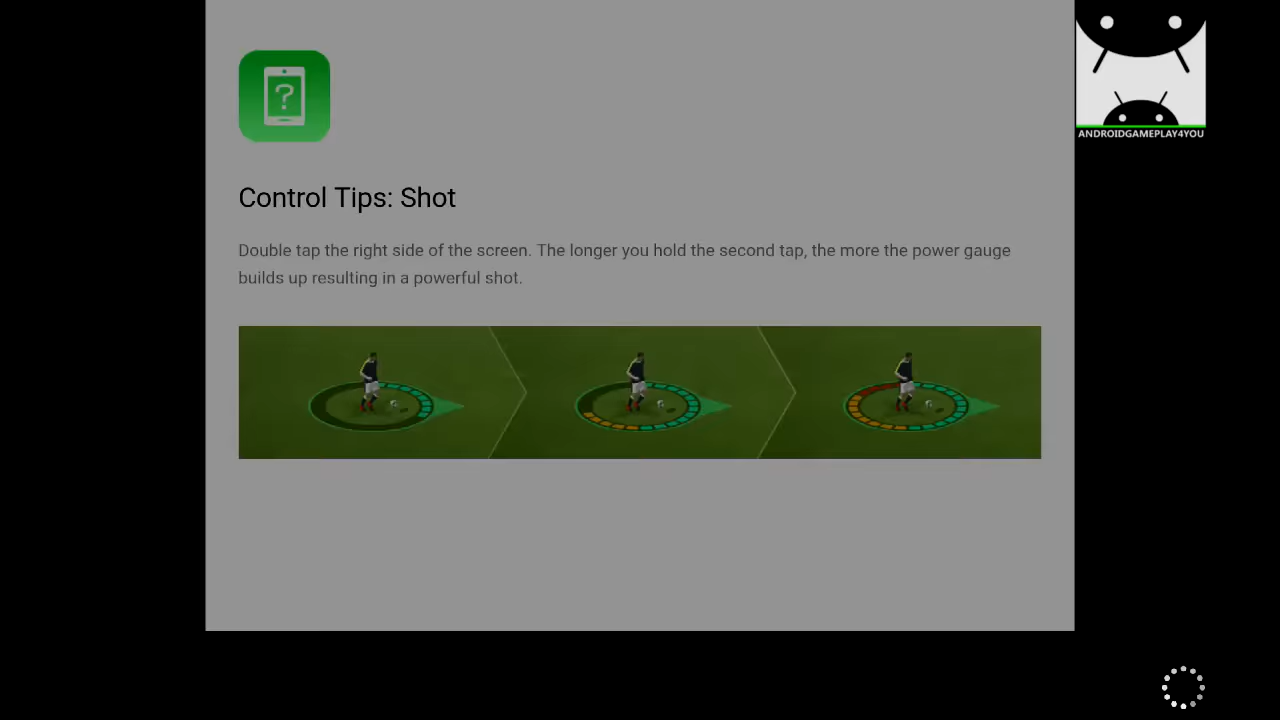 ?
ANDROIDGAMEPLAY4YOU
Control Tips: Shot
Double tap the right side of the screen. The longer you hold the second tap, the more the power gauge
builds up resulting in a powerful shot.